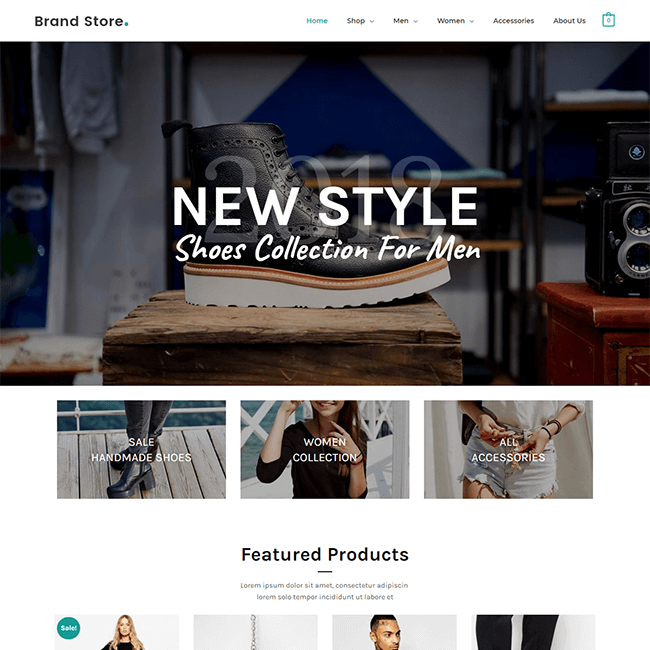 Brand Store.
Home Shop Men Women Accessories About Us 0
2018
NEW STYLE
Shoes Collection For Men
SALE
HANDMADE SHOES
WOMEN
COLLECTION
ALL
ACCESSORIES
Featured Products
Lorem ipsum dolor sit amet, consectetur adipiscin
lorem solo tempor incididunt ut labore et
Sale!